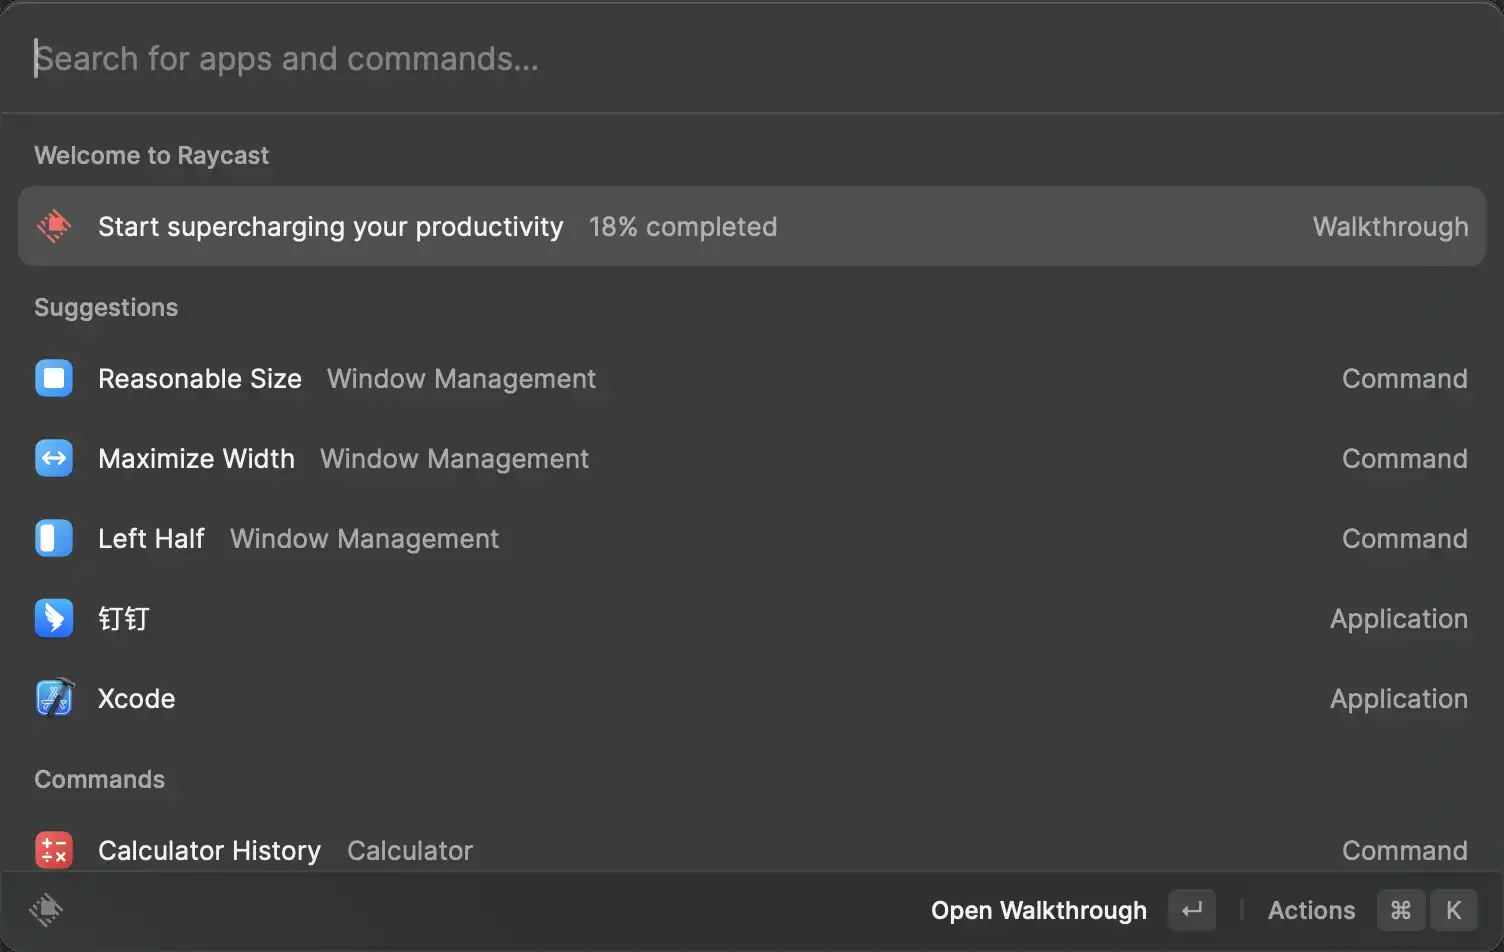 Search for apps and commands...
Welcome to Raycast
Start supercharging your productivity 18% completed Walkthrough
Suggestions
Reasonable Size Window Management Command
Maximize Width Window Management Command
Left Half Window Management Command
钉钉 Application
Xcode Application
Commands
Calculator History Calculator Command
Open Walkthrough ↵ Actions ⌘ K